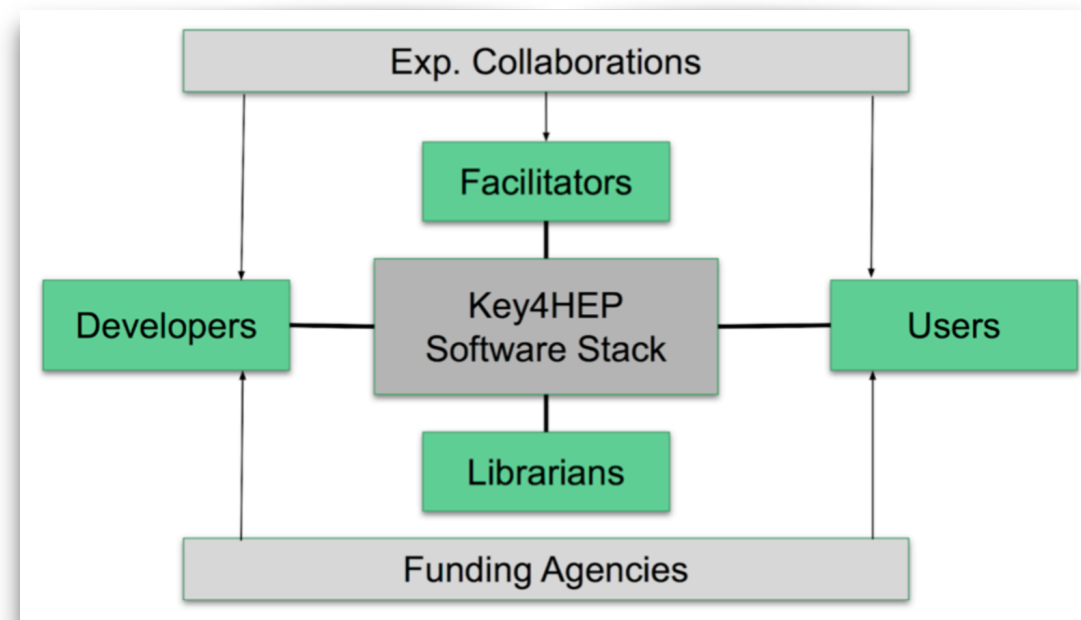 Exp. Collaborations
Facilitators
Developers
Key4HEP
Software Stack
Users
Librarians
Funding Agencies